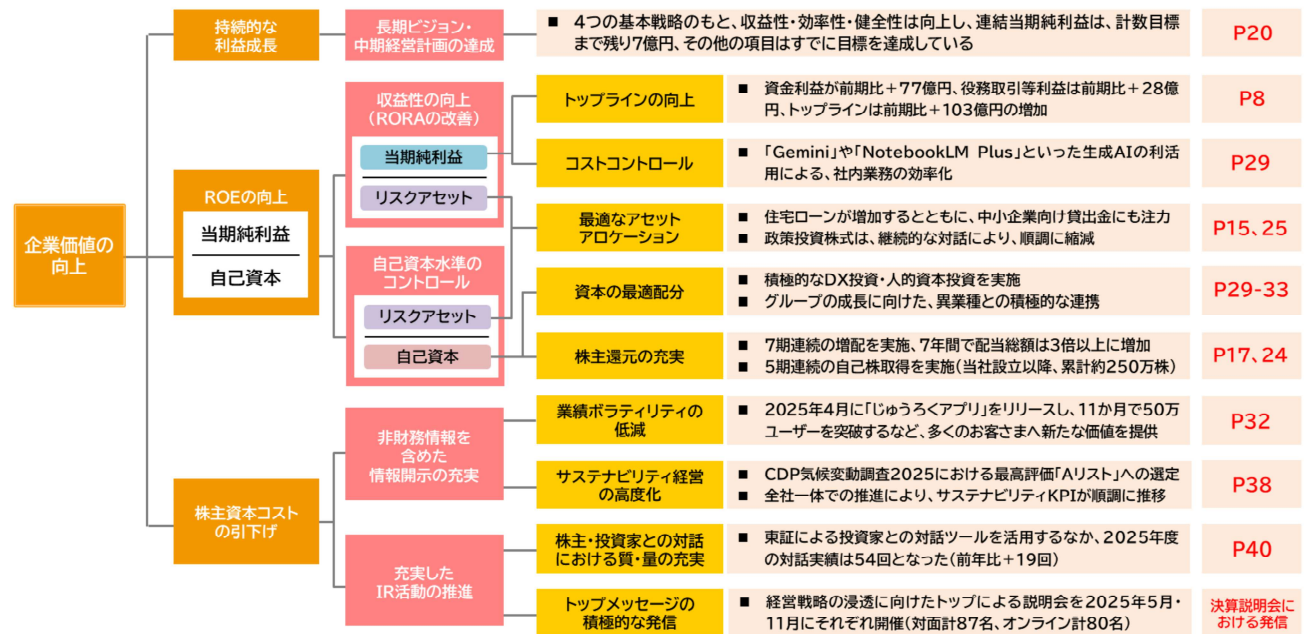 企業価値の
向上
持続的な
利益成長
長期ビジョン・
中期経営計画の達成
■ 4つの基本戦略のもと、収益性・効率性・健全性は向上し、連結当期純利益は、計数目標
まで残り7億円、その他の項目はすでに目標を達成している
P20
ROEの向上
当期純利益
自己資本
収益性の向上
(RORAの改善)
当期純利益
リスクアセット
自己資本水準の
コントロール
リスクアセット
自己資本
トップラインの向上
■ 資金利益が前期比+77億円、役務取引等利益は前期比+28億
円、トップラインは前期比+103億円の増加
P8
コストコントロール
■ 「Gemini」や「NotebookLM Plus」といった生成AIの利活
用による、社内業務の効率化
P29
最適なアセット
アロケーション
■ 住宅ローンが増加するとともに、中小企業向け貸出金にも注力
■ 政策投資株式は、継続的な対話により、順調に縮減
P15、25
資本の最適配分
■ 積極的なDX投資・人的資本投資を実施
■ グループの成長に向けた、異業種との積極的な連携
P29-33
株主還元の充実
■ 7期連続の増配を実施、7年間で配当総額は3倍以上に増加
■ 5期連続の自己株取得を実施(当社設立以降、累計約250万株)
P17、24
株主資本コスト
の引下げ
非財務情報を
含めた
情報開示の充実
業績ボラティリティの
低減
■ 2025年4月に「じゅうろくアプリ」をリリースし、11か月で50万
ユーザーを突破するなど、多くのお客さまへ新たな価値を提供
P32
サステナビリティ経営
の高度化
■ CDP気候変動調査2025における最高評価「Aリスト」への選定
■ 全社一体での推進により、サステナビリティKPIが順調に推移
P38
充実した
IR活動の推進
株主・投資家との対話
における質・量の充実
■ 東証による投資家との対話ツールを活用するなか、2025年度
の対話実績は54回となった(前年比+19回)
P40
トップメッセージの
積極的な発信
■ 経営戦略の浸透に向けたトップによる説明会を2025年5月・
11月にそれぞれ開催(対面計87名、オンライン計80名)
決算説明会に
おける発信